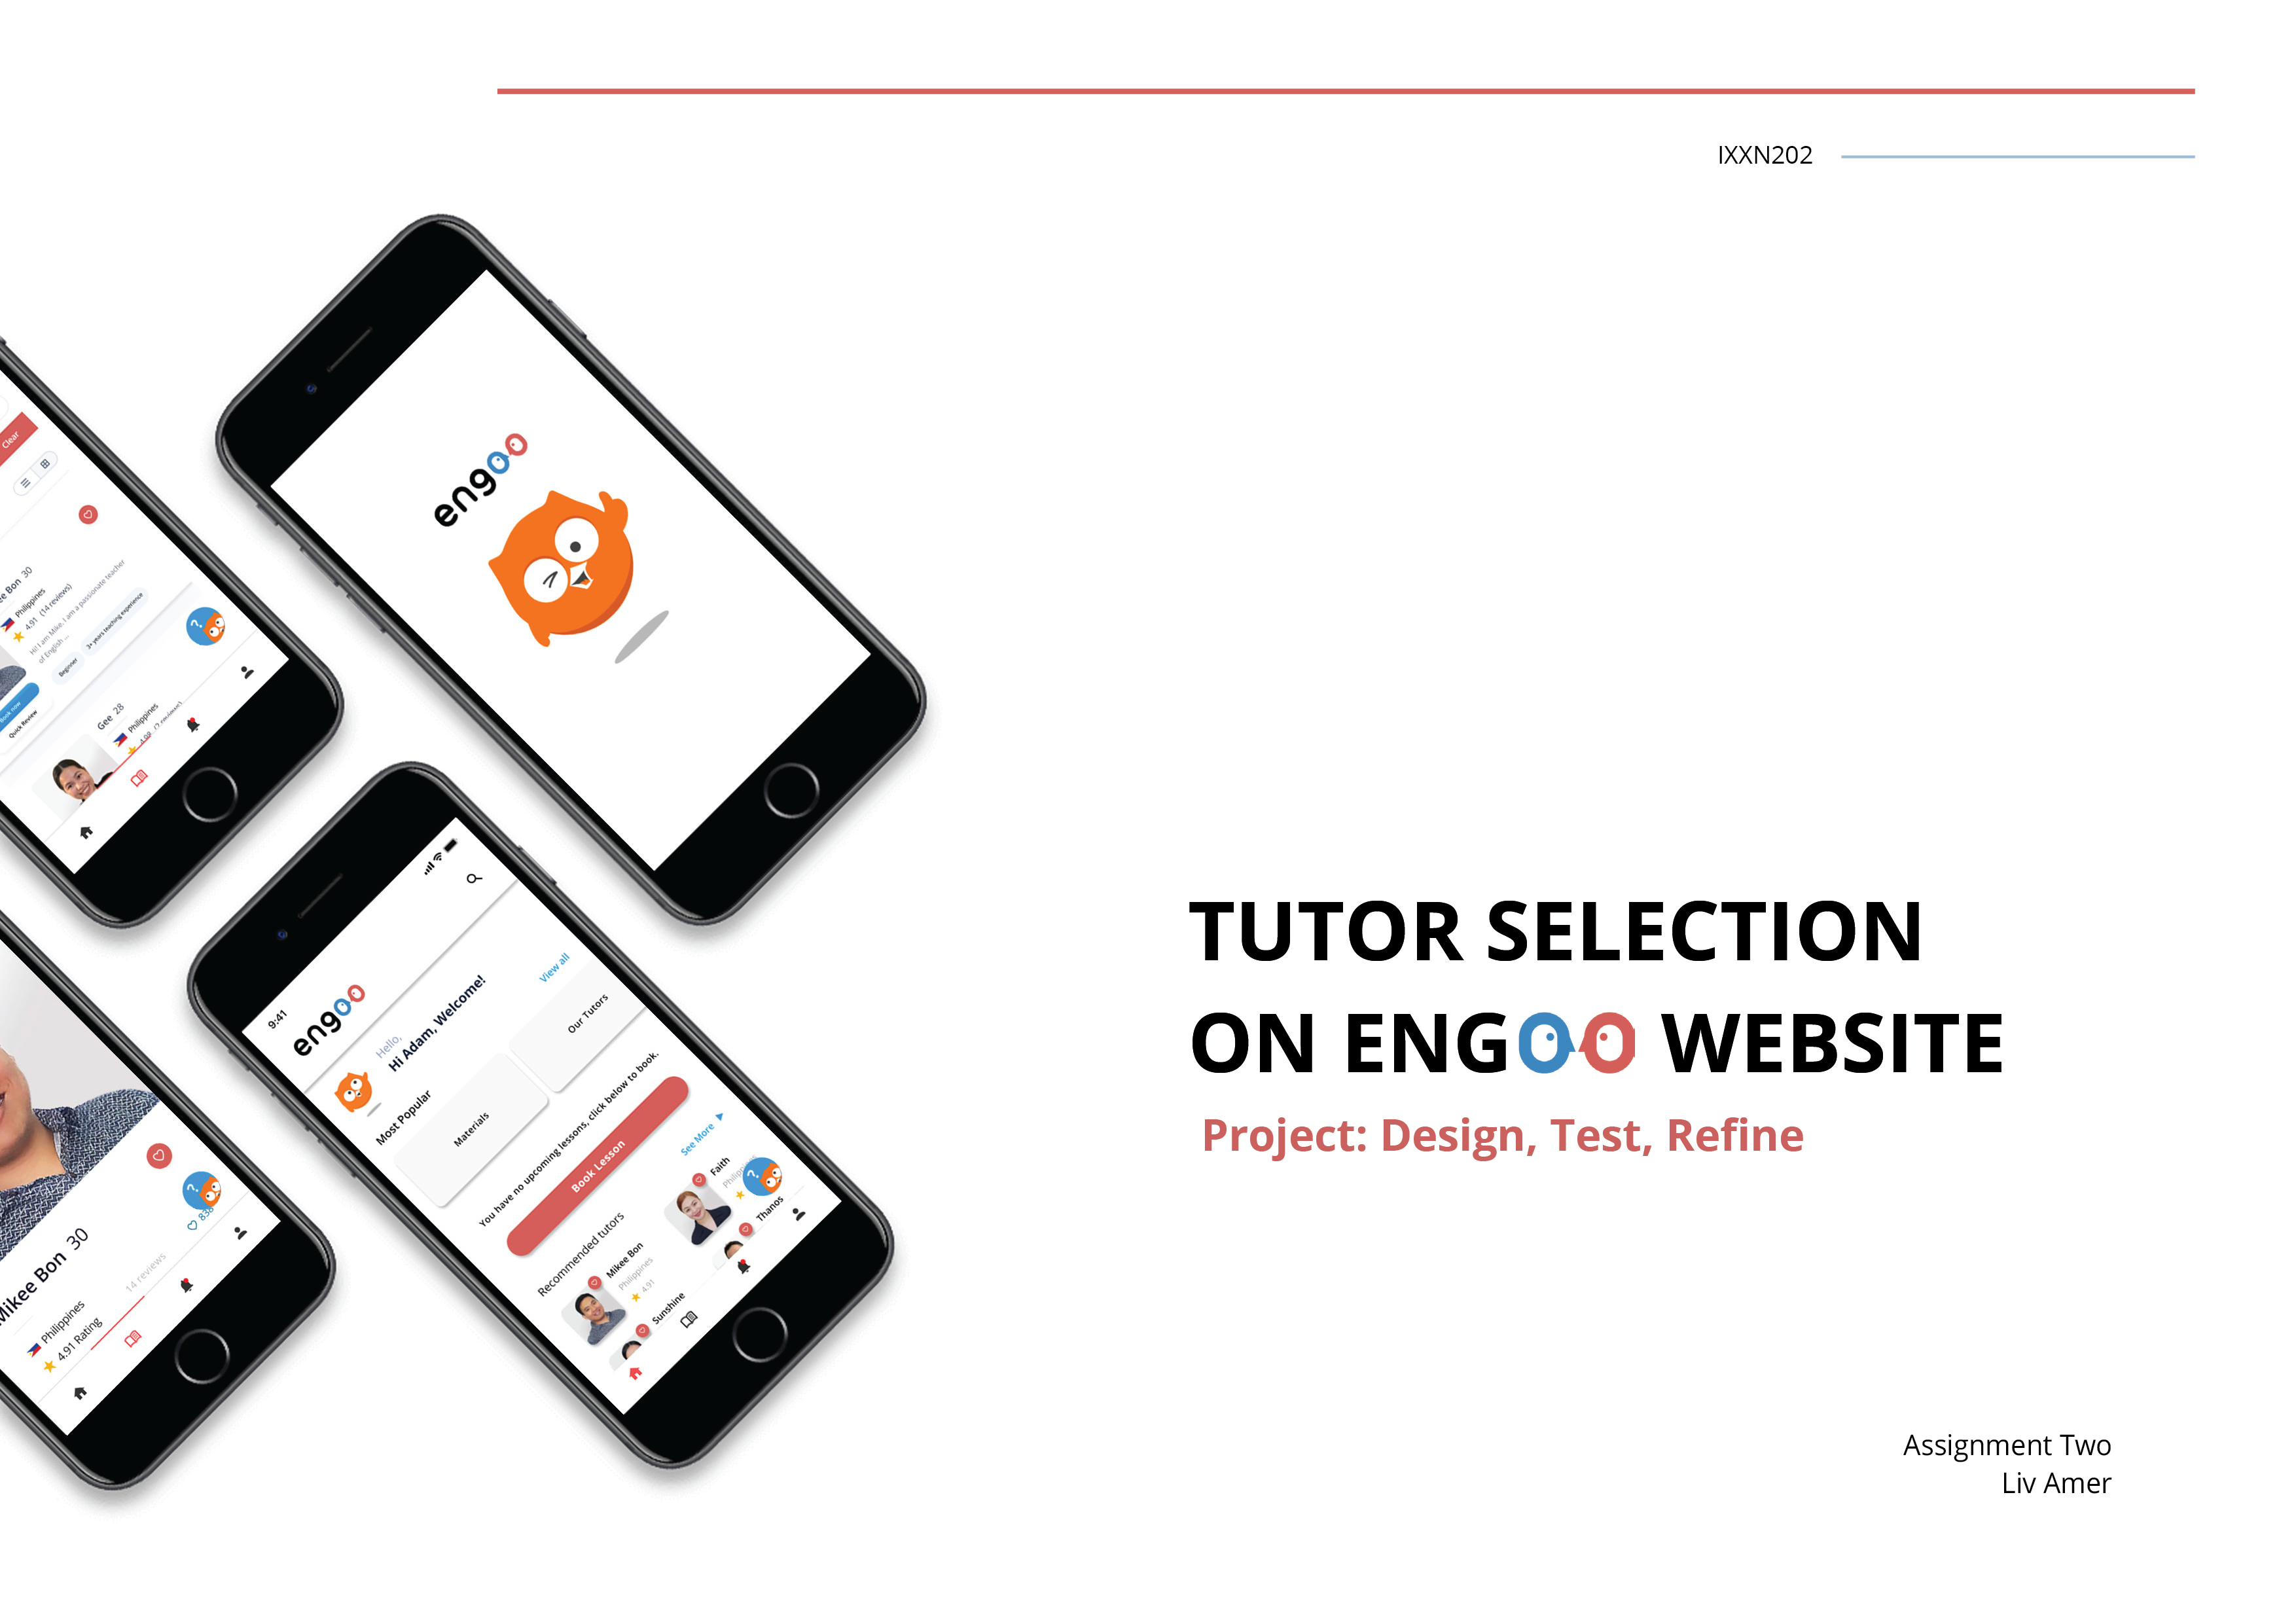 IXXN202
engoo
Clear
ee Bon 30
Philippines
4.91 (14 reviews)
Hi! I am Mike. I am a passionate teacher
of English ...
Beginner
3+ years teaching experience
Book now
Quick Review
Gee 28
Philippines
TUTOR SELECTION
ON ENGOO WEBSITE
Project: Design, Test, Refine
9:41
engoo
Hello,
Hi Adam, Welcome!
Most Popular
View all
Materials
Our Tutors
You have no upcoming lessons, click below to book.
Book Lesson
Recommended tutors
See More
Mikee Bon
Philippines
4.91
Faith
Sunshine
Thanos
838
Mikee Bon 30
Philippines
4.91 Rating
14 reviews
Assignment Two
Liv Amer